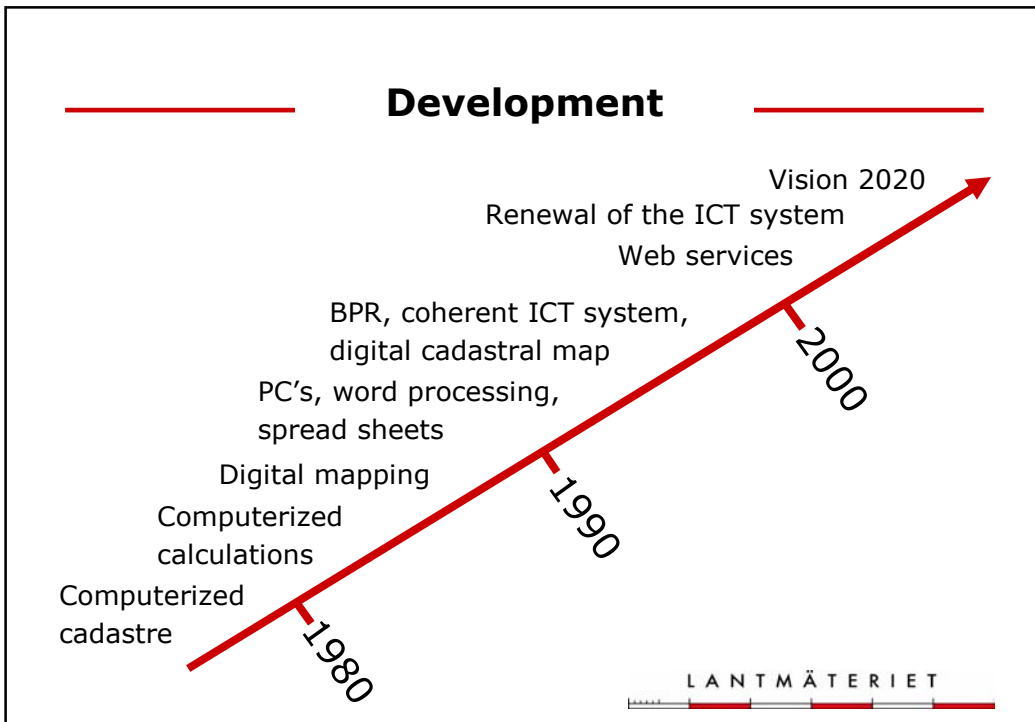 Development
Vision 2020
Renewal of the ICT system
Web services
BPR, coherent ICT system,
digital cadastral map
2000
PC’s, word processing,
spread sheets
Digital mapping
1990
Computerized
calculations
Computerized
cadastre
1980
LANTMÄTERIET